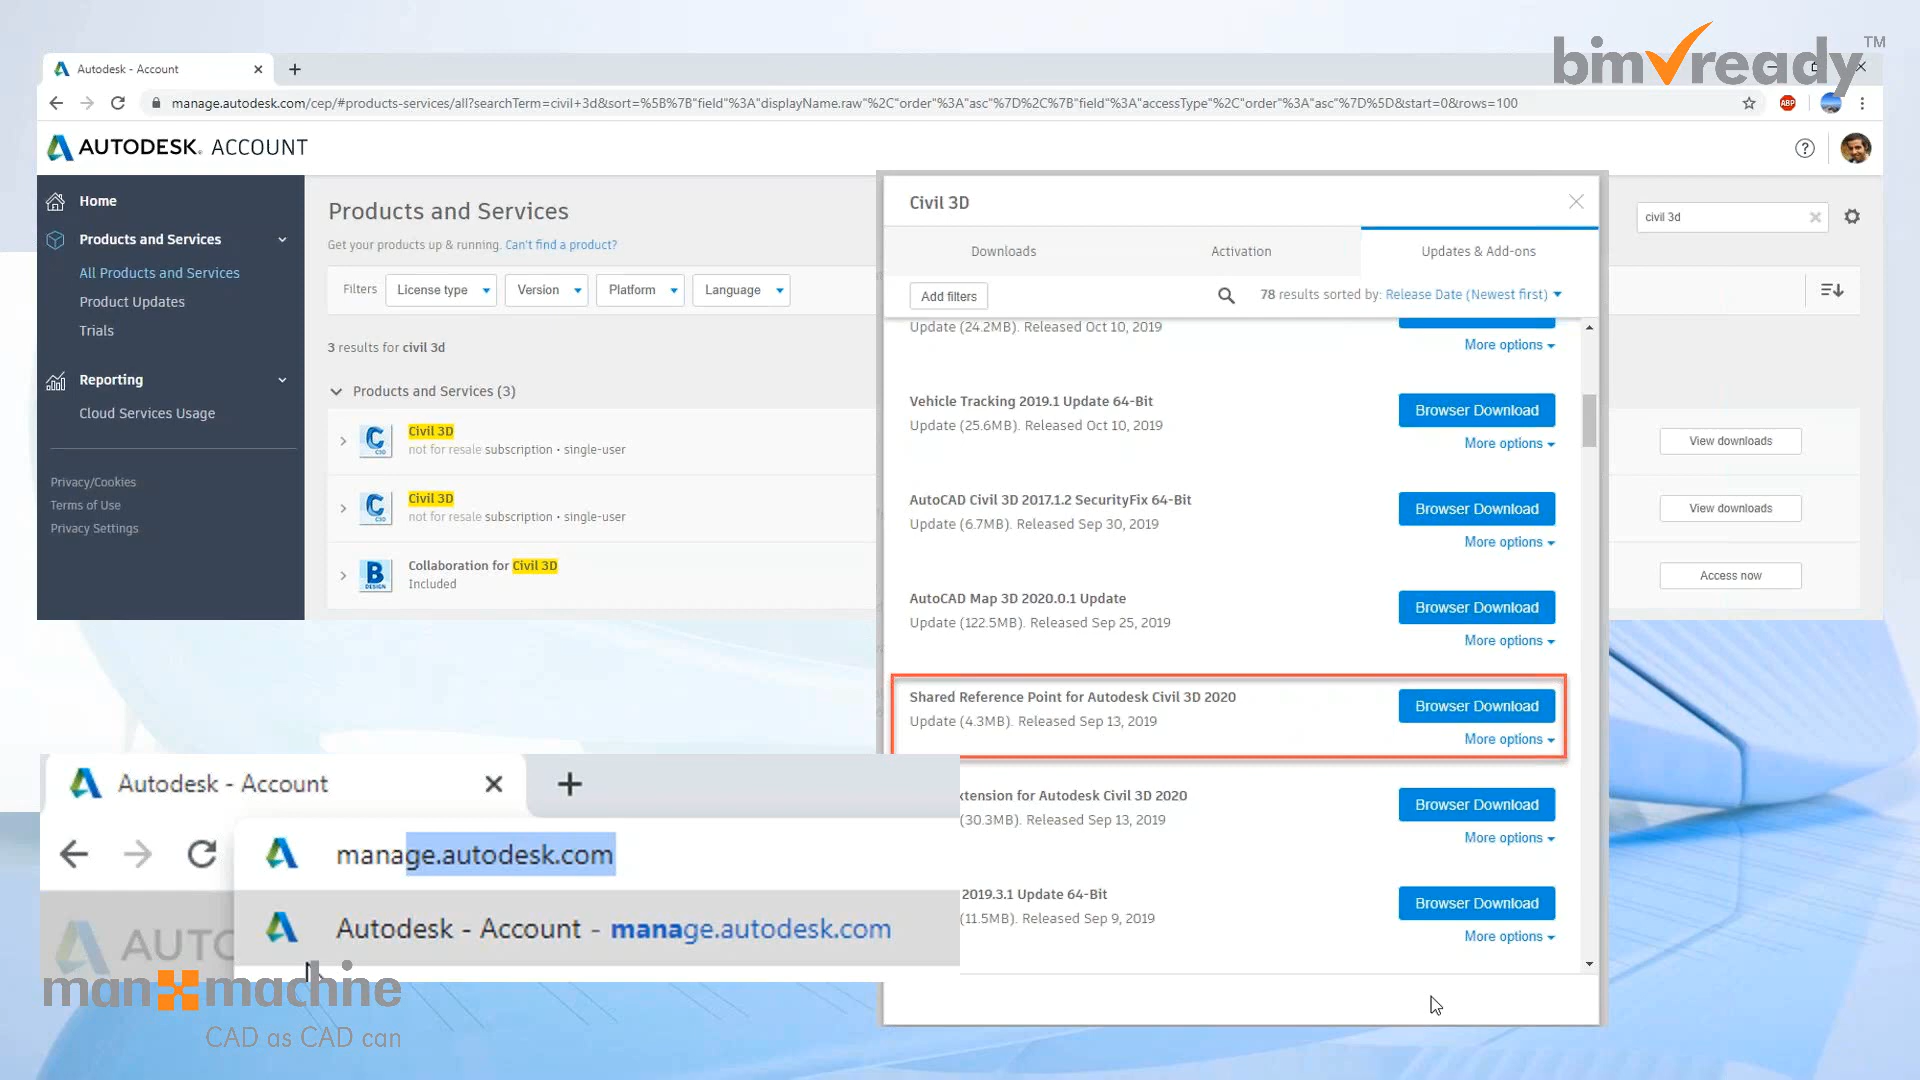 bimready™
Autodesk - Account
manage.autodesk.com/cep/#products-services/all?searchTerm=civil+3d&sort=%5B%7B"field"%3A"displayName.raw"%2C"order"%3A"asc"%7D%2C%7B"field"%3A"accessType"%2C"order"%3A"asc"%7D%5D&start=0&rows=100
ABP
AUTODESK. ACCOUNT
Home
Products and Services
All Products and Services
Product Updates
Trials
Reporting
Cloud Services Usage
Privacy/Cookies
Terms of Use
Privacy Settings
Products and Services
Get your products up & running. Can't find a product?
Filters License type Version Platform Language
3 results for civil 3d
Products and Services (3)
Civil 3D
not for resale subscription • single-user
Civil 3D
not for resale subscription • single-user
Collaboration for Civil 3D
Included
civil 3d
View downloads
View downloads
Access now
Civil 3D
Downloads Activation Updates & Add-ons
Add filters 78 results sorted by: Release Date (Newest first)
Update (24.2MB). Released Oct 10, 2019
More options
Vehicle Tracking 2019.1 Update 64-Bit
Update (25.6MB). Released Oct 10, 2019
Browser Download
More options
AutoCAD Civil 3D 2017.1.2 SecurityFix 64-Bit
Update (6.7MB). Released Sep 30, 2019
Browser Download
More options
AutoCAD Map 3D 2020.0.1 Update
Update (122.5MB). Released Sep 25, 2019
Browser Download
More options
Shared Reference Point for Autodesk Civil 3D 2020
Update (4.3MB). Released Sep 13, 2019
Browser Download
More options
xtension for Autodesk Civil 3D 2020
(30.3MB). Released Sep 13, 2019
Browser Download
More options
2019.3.1 Update 64-Bit
(11.5MB). Released Sep 9, 2019
Browser Download
More options
Autodesk - Account
manage.autodesk.com
Autodesk - Account - manage.autodesk.com
AUTO
man machine
CAD as CAD can